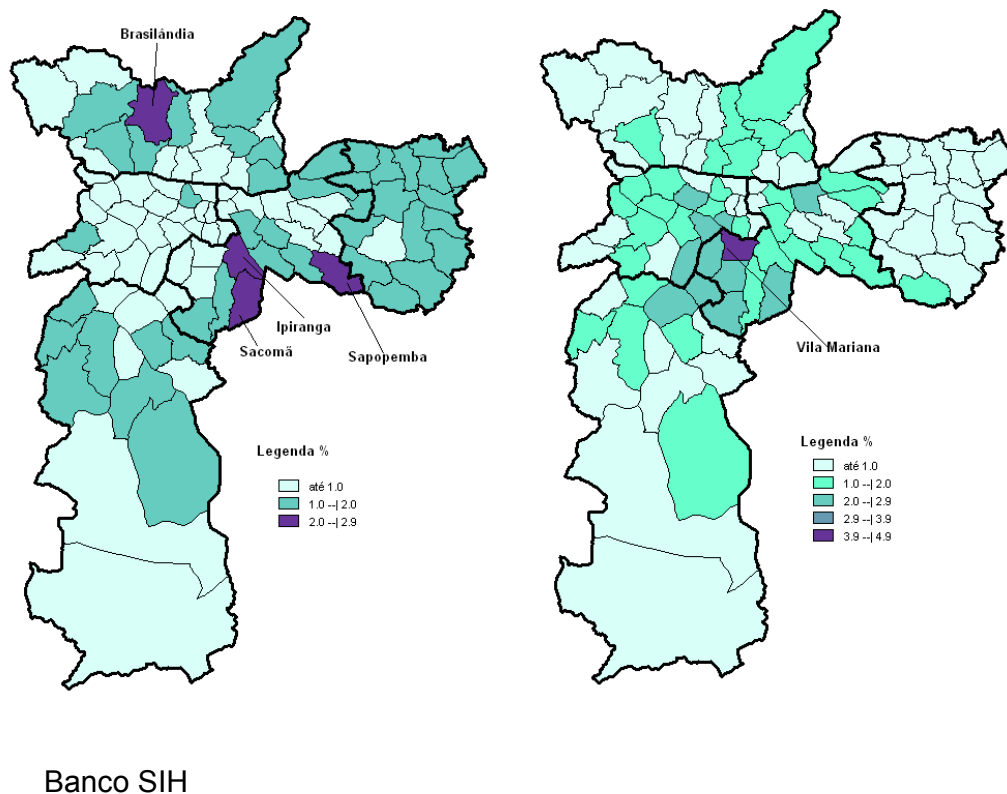 Brasilândia
Ipiranga
Sacomã
Sapopemba
Legenda %
até 1.0
1.0 --| 2.0
2.0 --| 2.9
Vila Mariana
Legenda %
até 1.0
1.0 --| 2.0
2.0 --| 2.9
2.9 --| 3.9
3.9 --| 4.9
Banco SIH